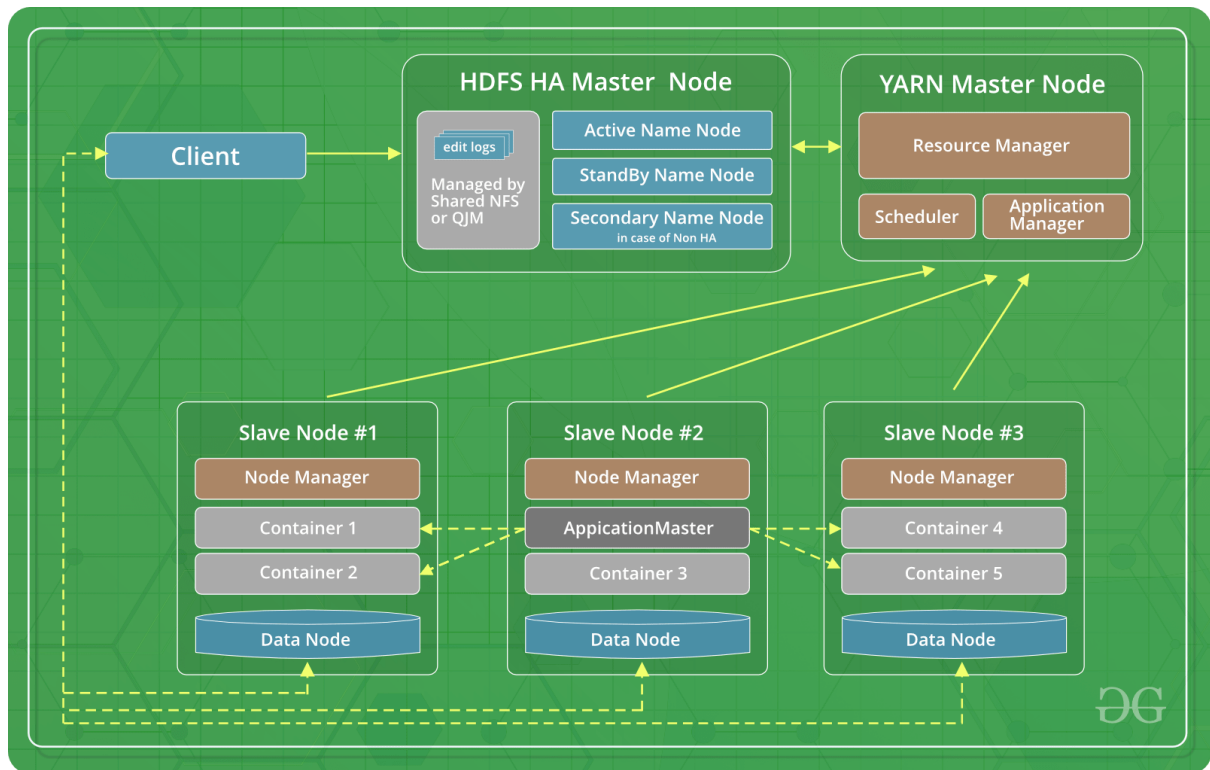 HDFS HA Master Node
YARN Master Node
Client
edit logs
Managed by
Shared NFS
or QJM
Active Name Node
StandBy Name Node
Secondary Name Node
in case of Non HA
Resource Manager
Scheduler
Application
Manager
Slave Node #1
Node Manager
Container 1
Container 2
Data Node
Slave Node #2
Node Manager
AppicationMaster
Container 3
Data Node
Slave Node #3
Node Manager
Container 4
Container 5
Data Node